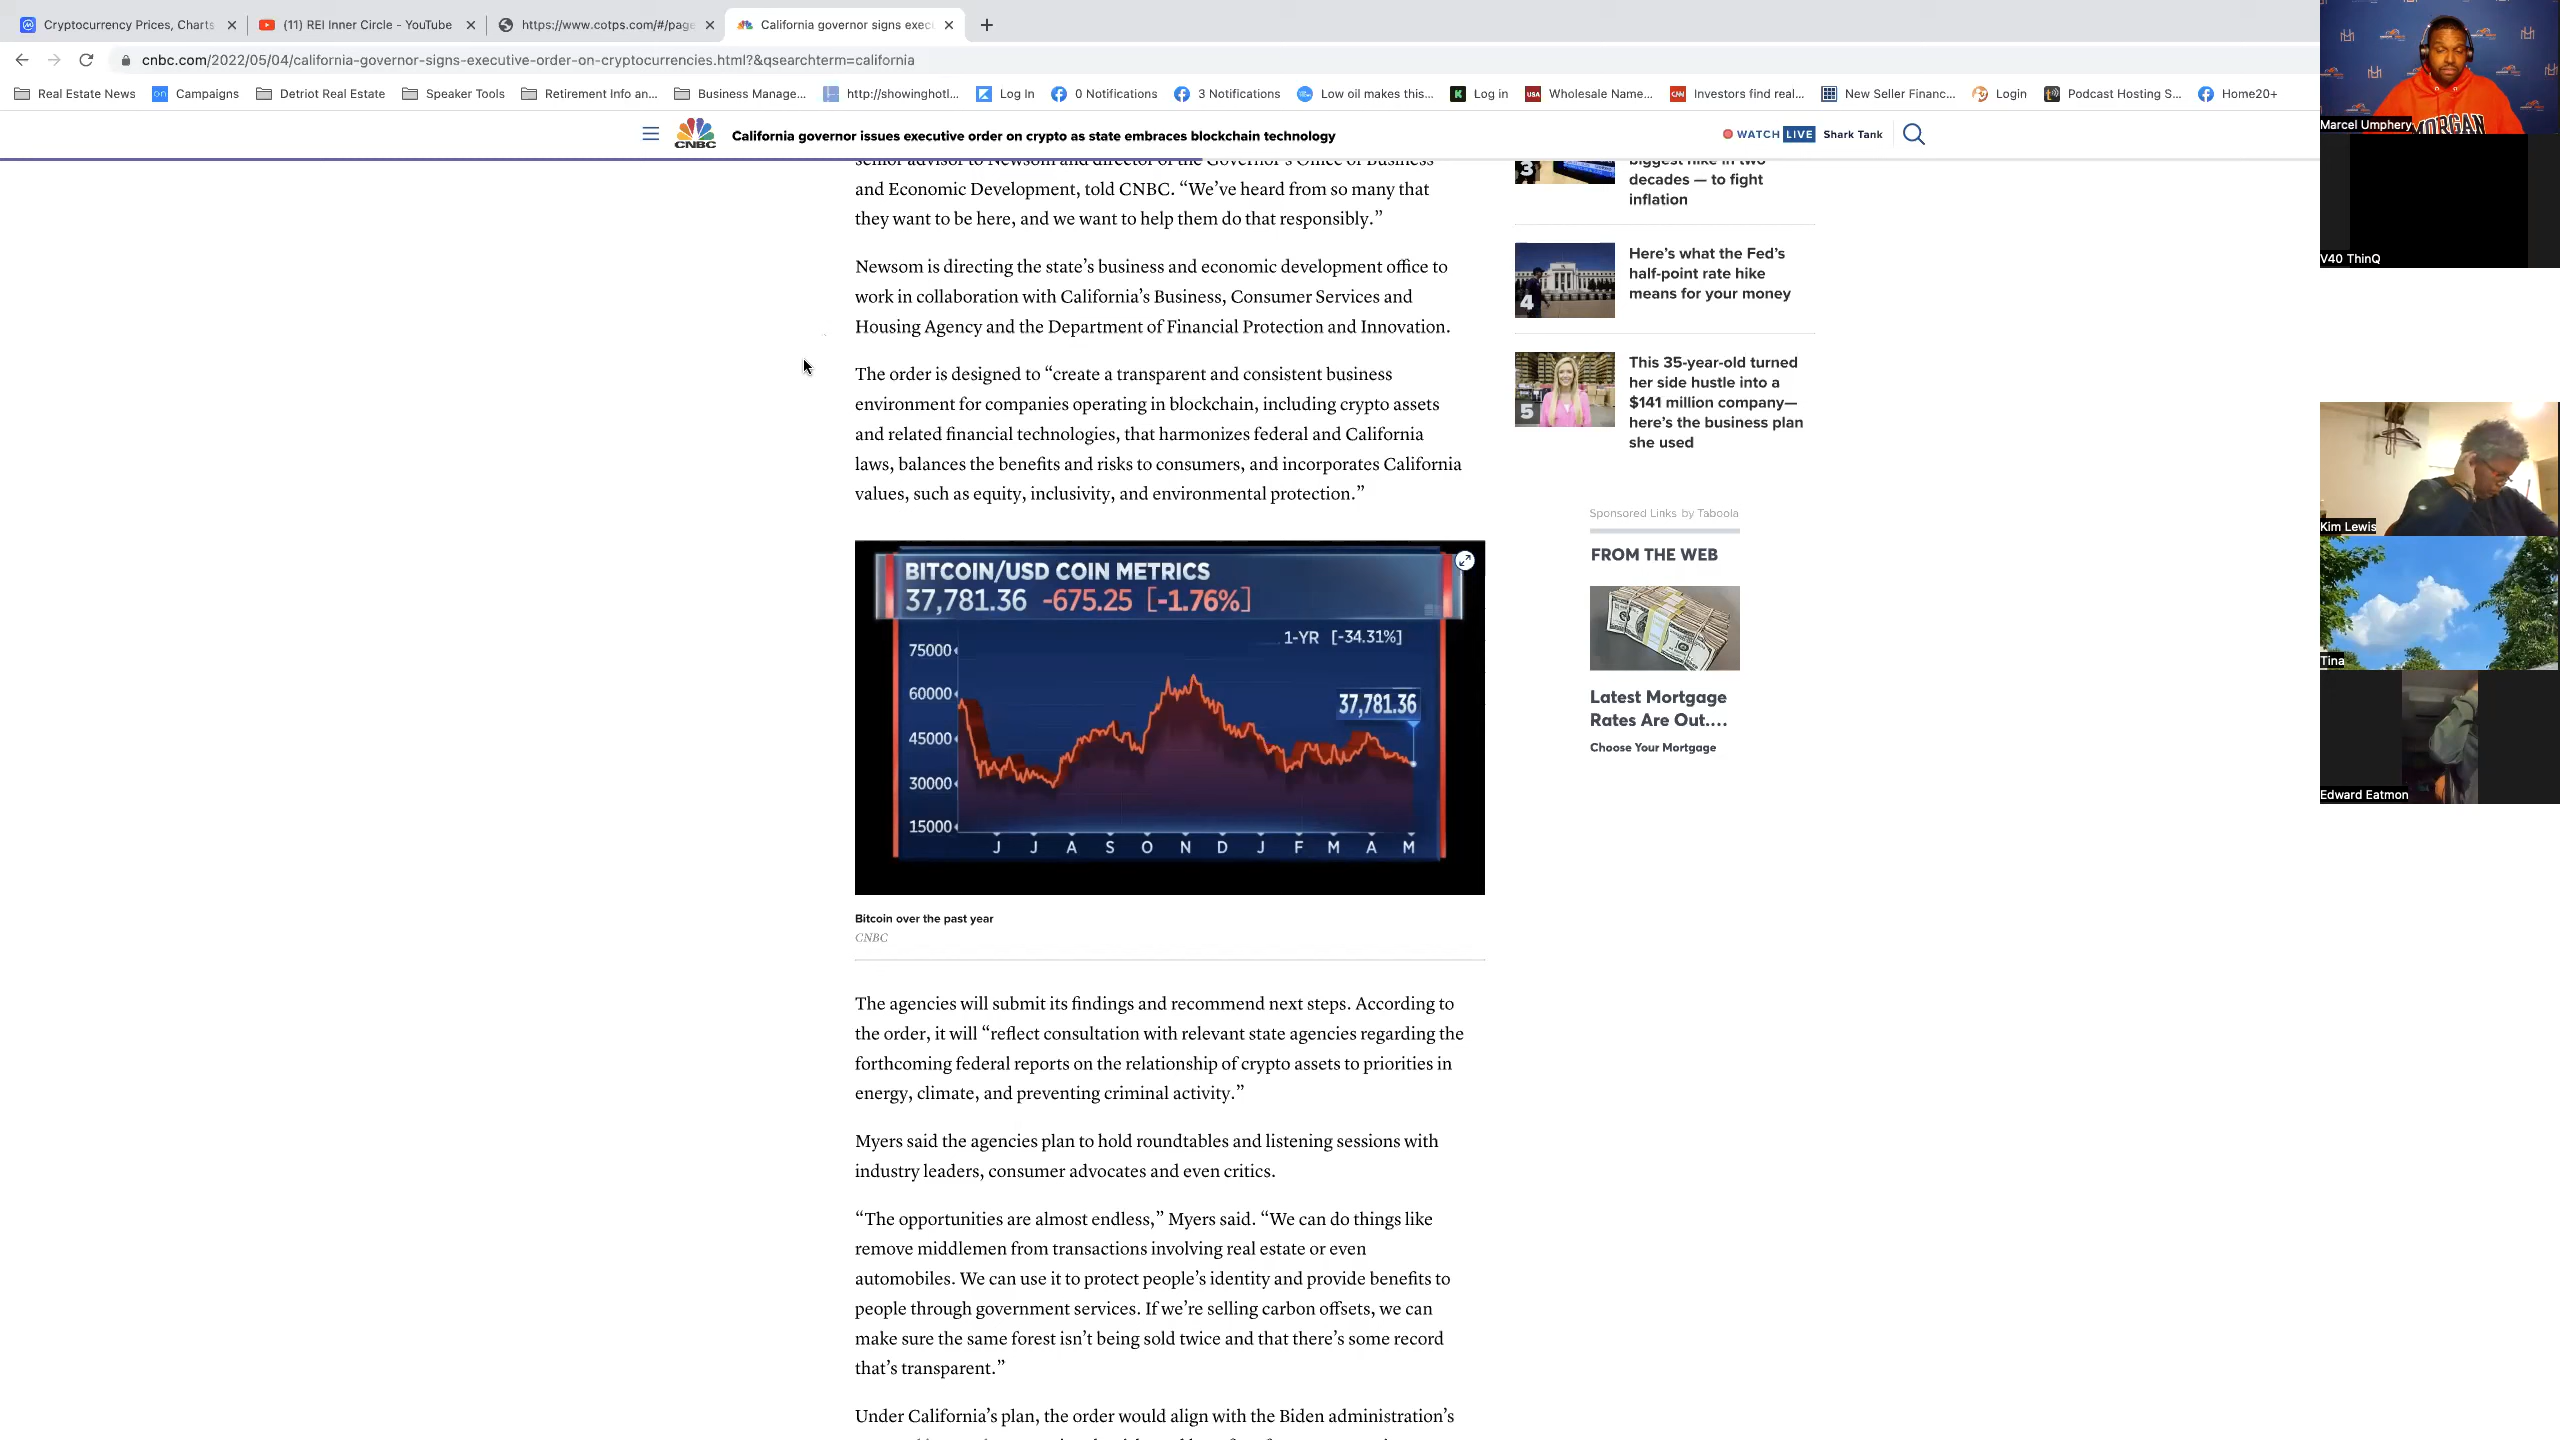 Cryptocurrency Prices, Charts
(11) REI Inner Circle - YouTube
https://www.cotps.com/#/page
California governor signs exec
cnbc.com/2022/05/04/california-governor-signs-executive-order-on-cryptocurrencies.html?&qsearchterm=california
Real Estate News
Campaigns
Detriot Real Estate
Speaker Tools
Retirement Info an...
Business Manage...
http://showinghotl...
Log In
0 Notifications
3 Notifications
Low oil makes this...
Log in
Wholesale Name...
Investors find real...
New Seller Financ...
Login
Podcast Hosting S...
Home20+
CNBC
California governor issues executive order on crypto as state embraces blockchain technology
WATCH LIVE Shark Tank
senior advisor to Newsom and director of the Governor's Office of Business
and Economic Development, told CNBC. “We’ve heard from so many that
they want to be here, and we want to help them do that responsibly.”
Newsom is directing the state’s business and economic development office to
work in collaboration with California’s Business, Consumer Services and
Housing Agency and the Department of Financial Protection and Innovation.
The order is designed to “create a transparent and consistent business
environment for companies operating in blockchain, including crypto assets
and related financial technologies, that harmonizes federal and California
laws, balances the benefits and risks to consumers, and incorporates California
values, such as equity, inclusivity, and environmental protection.”
BITCOIN/USD COIN METRICS
37,781.36 -675.25 [-1.76%]
1-YR [-34.31%]
75000
60000
45000
30000
15000
37,781.36
J J A S O N D J F M A M
Bitcoin over the past year
CNBC
The agencies will submit its findings and recommend next steps. According to
the order, it will “reflect consultation with relevant state agencies regarding the
forthcoming federal reports on the relationship of crypto assets to priorities in
energy, climate, and preventing criminal activity.”
Myers said the agencies plan to hold roundtables and listening sessions with
industry leaders, consumer advocates and even critics.
“The opportunities are almost endless,” Myers said. “We can do things like
remove middlemen from transactions involving real estate or even
automobiles. We can use it to protect people’s identity and provide benefits to
people through government services. If we’re selling carbon offsets, we can
make sure the same forest isn’t being sold twice and that there’s some record
that’s transparent.”
Under California’s plan, the order would align with the Biden administration’s
3
biggest hike in two
decades — to fight
inflation
4
Here’s what the Fed’s
half-point rate hike
means for your money
5
This 35-year-old turned
her side hustle into a
$141 million company—
here’s the business plan
she used
Sponsored Links by Taboola
FROM THE WEB
Latest Mortgage
Rates Are Out....
Choose Your Mortgage
MORGAN
Marcel Umphery
V40 ThinQ
Kim Lewis
Tina
Edward Eatmon